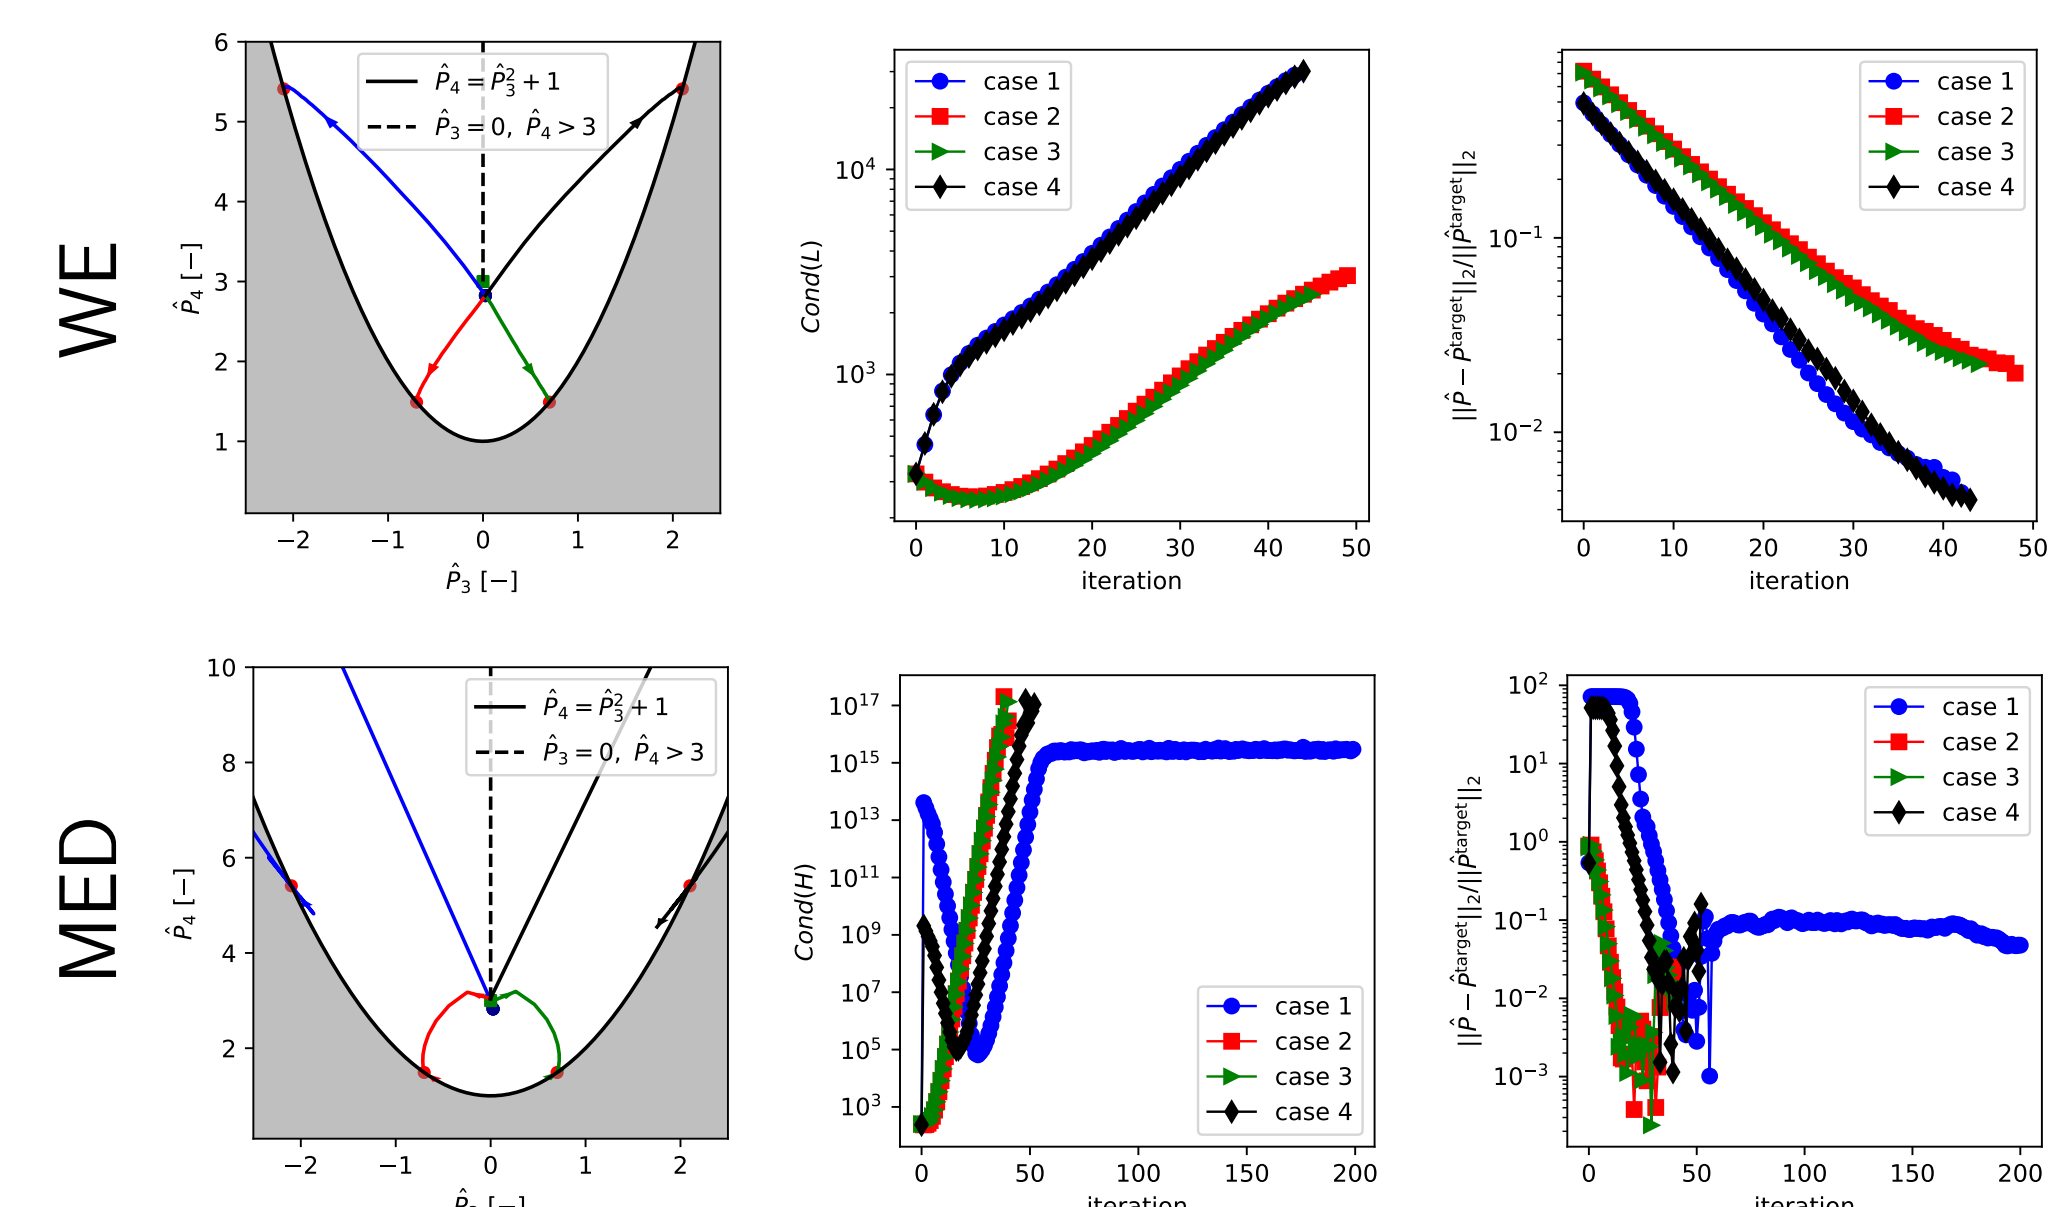 WE
6
5
4
3
2
1
P̂₄ [−]
P̂₄ = P̂₃² + 1
P̂₃ = 0, P̂₄ > 3
−2 −1 0 1 2
P̂₃ [−]
10⁴
10³
Cond(L)
case 1
case 2
case 3
case 4
0 10 20 30 40 50
iteration
10⁻¹
10⁻²
||P̂ − P̂ᵗᵃʳᵍᵉᵗ||₂/||P̂ᵗᵃʳᵍᵉᵗ||₂
case 1
case 2
case 3
case 4
0 10 20 30 40 50
iteration
MED
10
8
6
4
2
P̂₄ [−]
P̂₄ = P̂₃² + 1
P̂₃ = 0, P̂₄ > 3
−2 −1 0 1 2
P̂₃ [−]
10¹⁷
10¹⁵
10¹³
10¹¹
10⁹
10⁷
10⁵
10³
Cond(H)
case 1
case 2
case 3
case 4
0 50 100 150 200
iteration
10²
10¹
10⁰
10⁻¹
10⁻²
10⁻³
||P̂ − P̂ᵗᵃʳᵍᵉᵗ||₂/||P̂ᵗᵃʳᵍᵉᵗ||₂
case 1
case 2
case 3
case 4
0 50 100 150 200
iteration